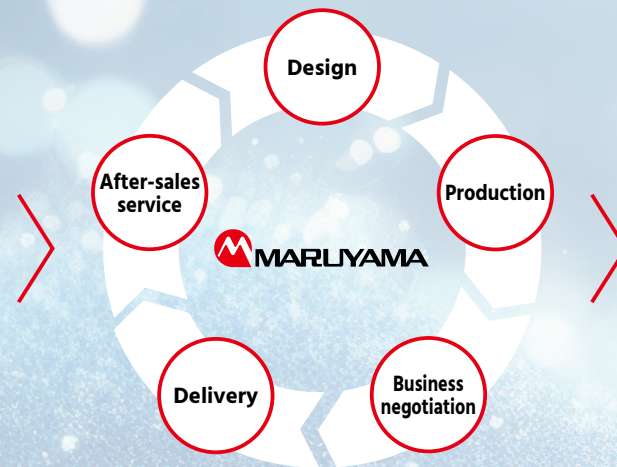 Design
Production
Business
negotiation
Delivery
After-sales
service
MARUYAMA